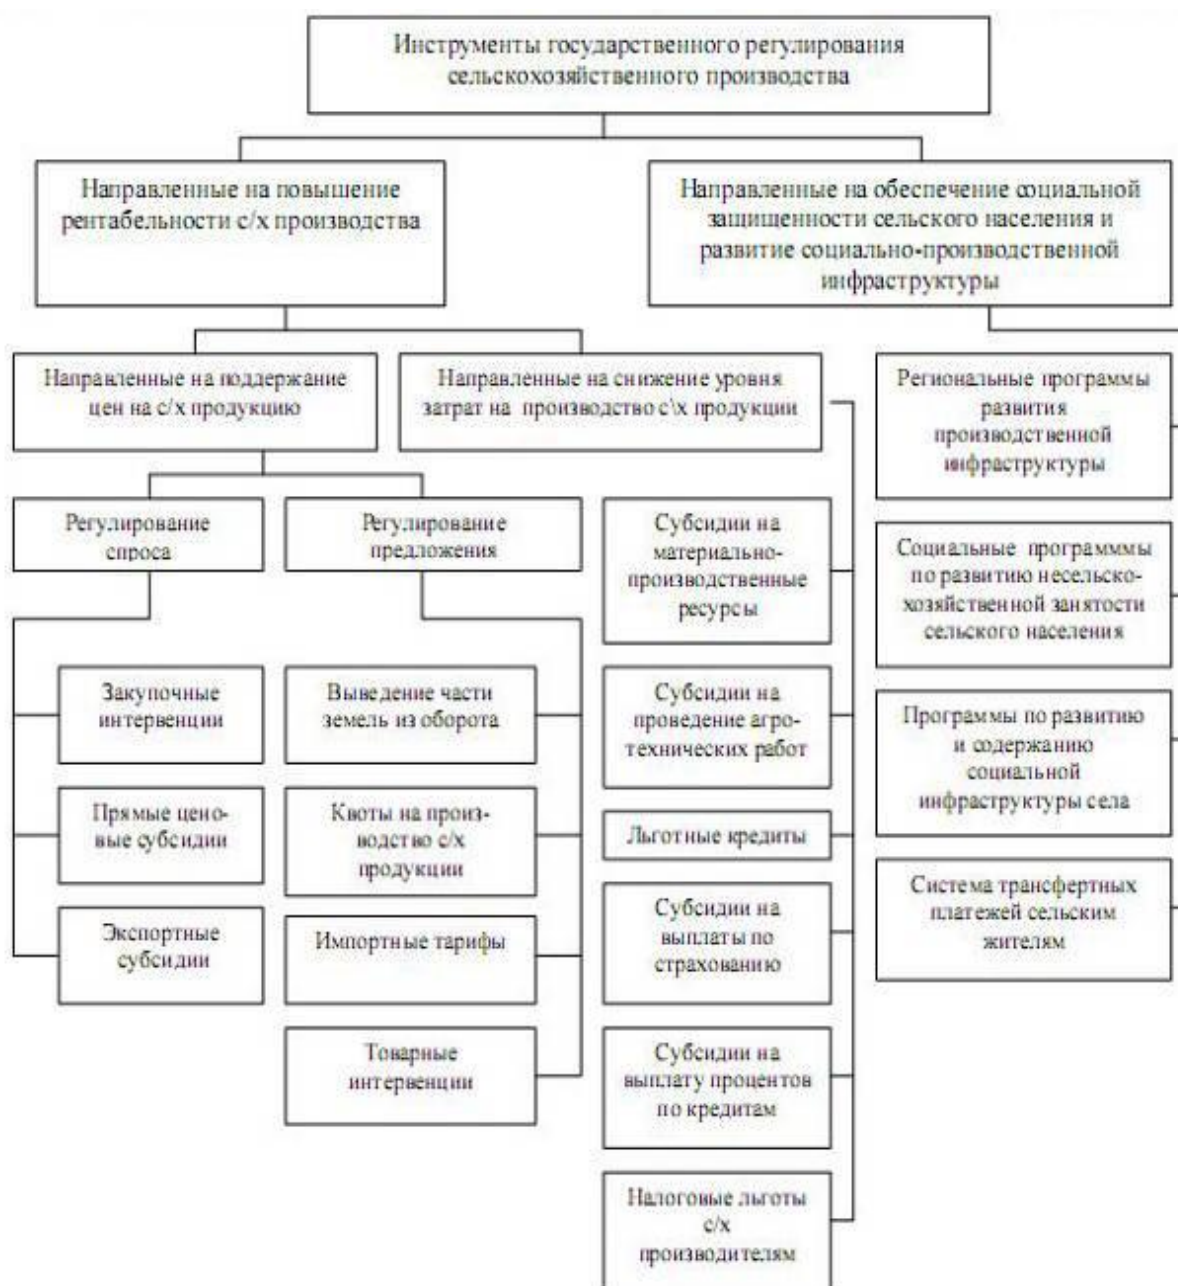 Инструменты государственного регулирования
сельскохозяйственного производства
Направленные на повышение
рентабельности с/х производства
Направленные на обеспечение социальной
защищенности сельского населения и
развитие социально-производственной
инфраструктуры
Направленные на поддержание
цен на с/х продукцию
Направленные на снижение уровня
затрат на производство с\х продукции
Регулирование
спроса
Регулирование
предложения
Закупочные
интервенции
Прямые цено-
вые субсидии
Экспортные
субсидии
Выведение части
земель из оборота
Квоты на произ-
водство с/х
продукции
Импортные тарифы
Товарные
интервенции
Субсидии на
материально-
производственные
ресурсы
Субсидии на
проведение агро-
технических работ
Льготные кредиты
Субсидии на
выплаты по
страхованию
Субсидии на
выплату процентов
по кредитам
Налоговые льготы
с/х
производителям
Региональные программы
развития
производственной
инфраструктуры
Социальные программмы
по развитию несельско-
хозяйственной занятости
сельского населения
Программы по развитию
и содержанию
социальной
инфраструктуры села
Система трансфертных
платежей сельским
жителям